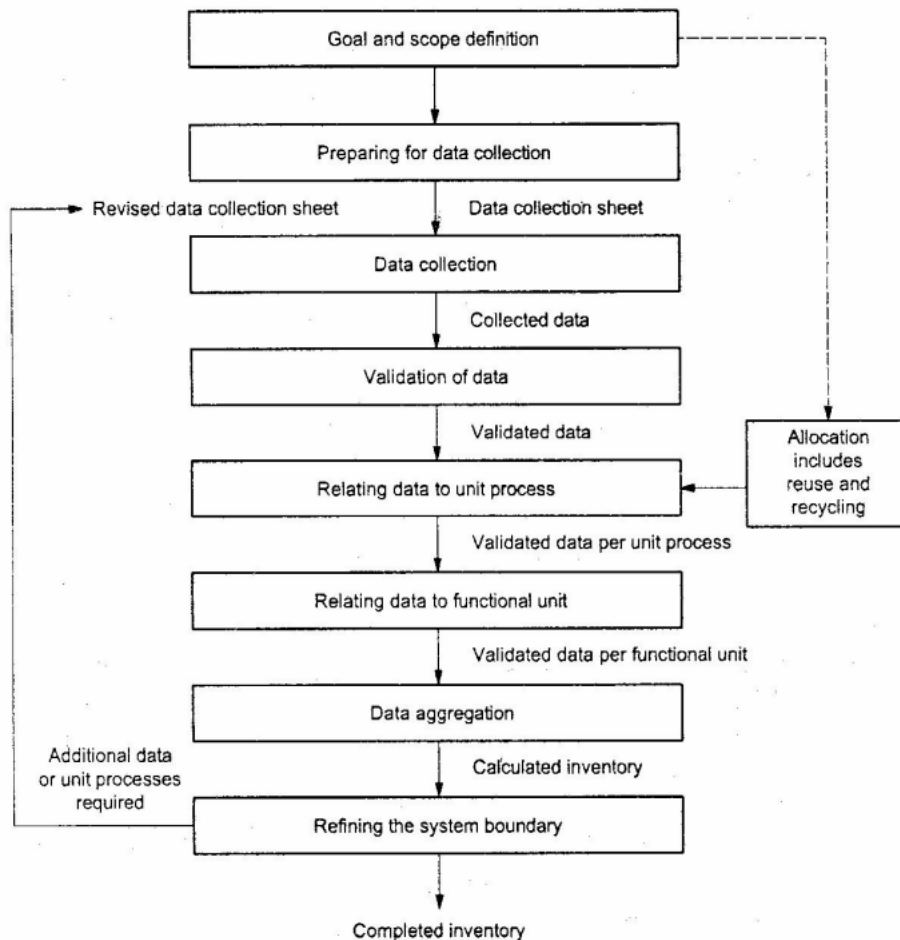 Goal and scope definition
Preparing for data collection
Revised data collection sheet
Data collection sheet
Data collection
Collected data
Validation of data
Validated data
Allocation
includes
reuse and
recycling
Relating data to unit process
Validated data per unit process
Relating data to functional unit
Validated data per functional unit
Data aggregation
Additional data
or unit processes
required
Calculated inventory
Refining the system boundary
Completed inventory